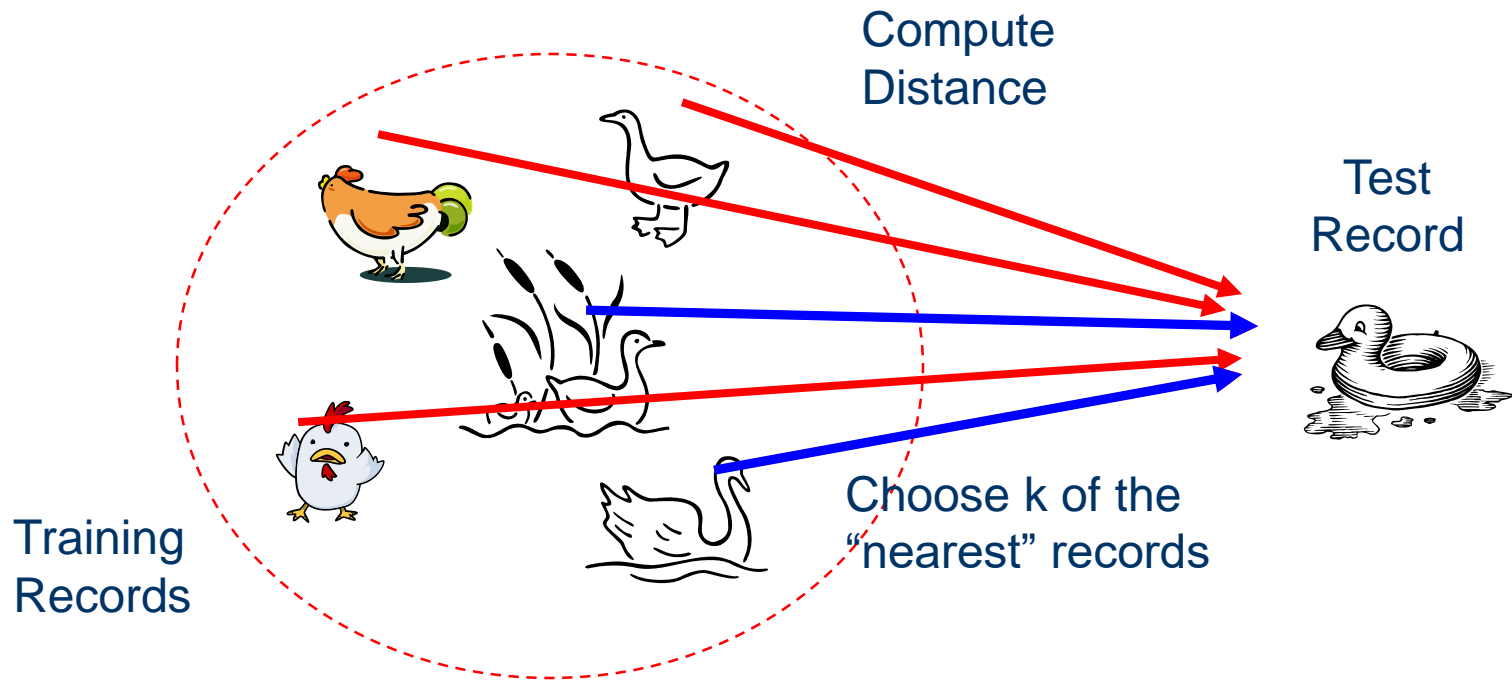 Compute
Distance
Test
Record
Choose k of the
“nearest” records
Training
Records